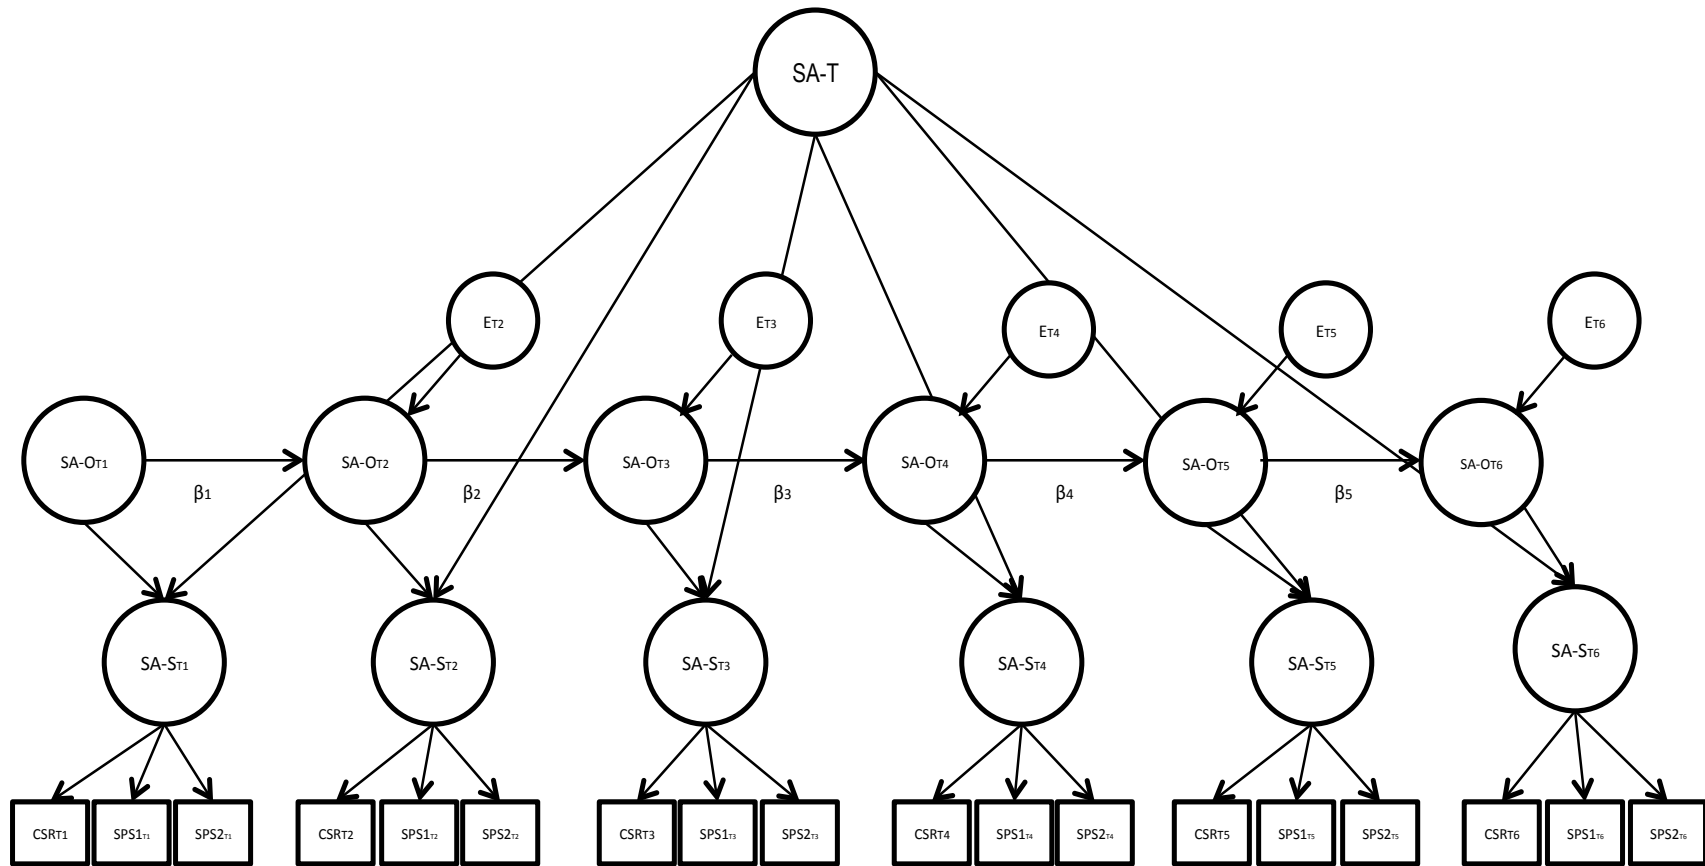 SA-T
ET2
ET3
ET4
ET5
ET6
SA-OT1
SA-OT2
SA-OT3
SA-OT4
SA-OT5
SA-OT6
β1
β2
β3
β4
β5
SA-ST1
SA-ST2
SA-ST3
SA-ST4
SA-ST5
SA-ST6
CSRT1
SPS1T1
SPS2T1
CSRT2
SPS1T2
SPS2T2
CSRT3
SPS1T3
SPS2T3
CSRT4
SPS1T4
SPS2T4
CSRT5
SPS1T5
SPS2T5
CSRT6
SPS1T6
SPS2T6